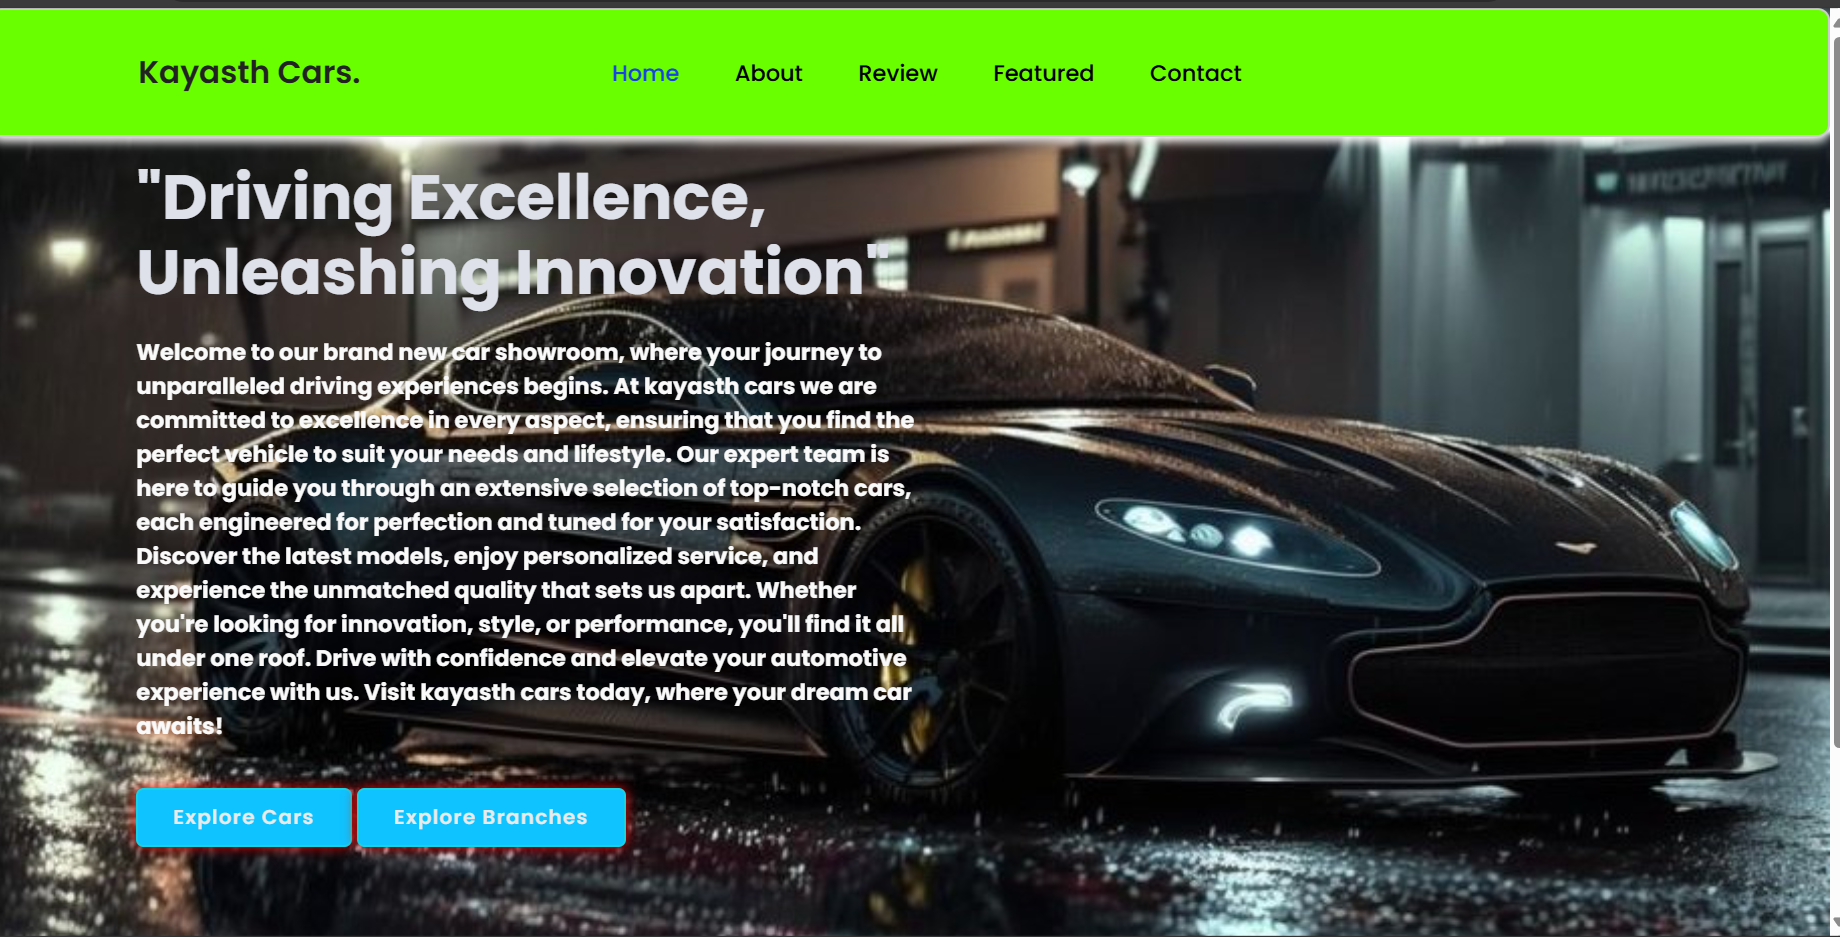 Kayasth Cars.
Home About Review Featured Contact
"Driving Excellence,
Unleashing Innovation"
Welcome to our brand new car showroom, where your journey to
unparalleled driving experiences begins. At kayasth cars we are
committed to excellence in every aspect, ensuring that you find the
perfect vehicle to suit your needs and lifestyle. Our expert team is
here to guide you through an extensive selection of top-notch cars,
each engineered for perfection and tuned for your satisfaction.
Discover the latest models, enjoy personalized service, and
experience the unmatched quality that sets us apart. Whether
you're looking for innovation, style, or performance, you'll find it all
under one roof. Drive with confidence and elevate your automotive
experience with us. Visit kayasth cars today, where your dream car
awaits!
Explore Cars
Explore Branches